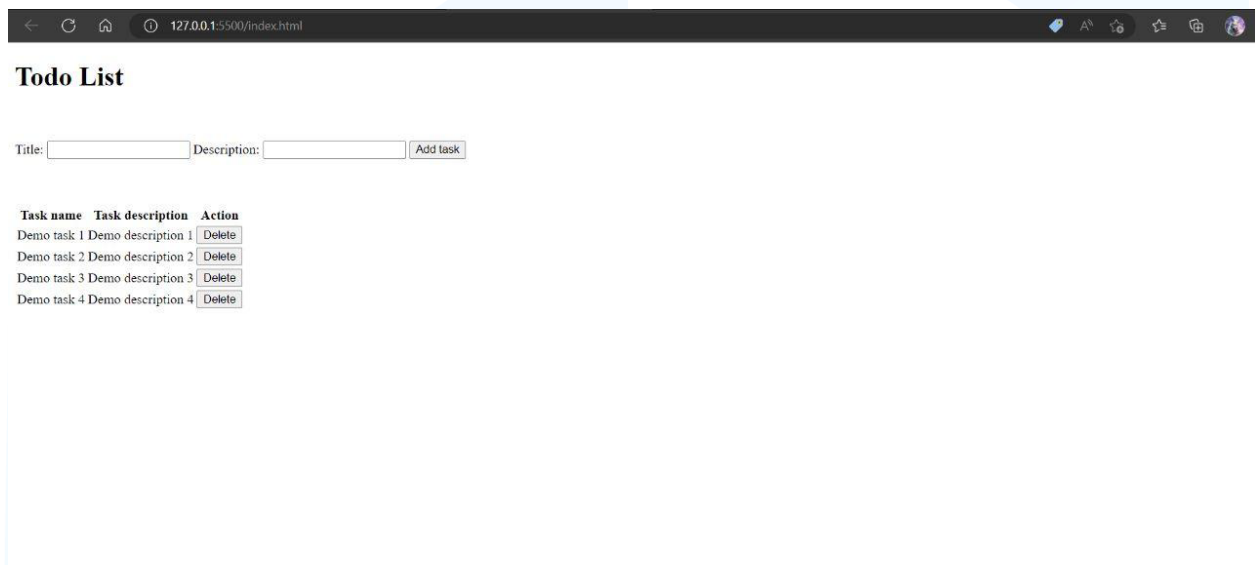 127.0.0.1:5500/index.html
Todo List
Title: Description: Add task
Task name Task description Action
Demo task 1 Demo description 1 Delete
Demo task 2 Demo description 2 Delete
Demo task 3 Demo description 3 Delete
Demo task 4 Demo description 4 Delete